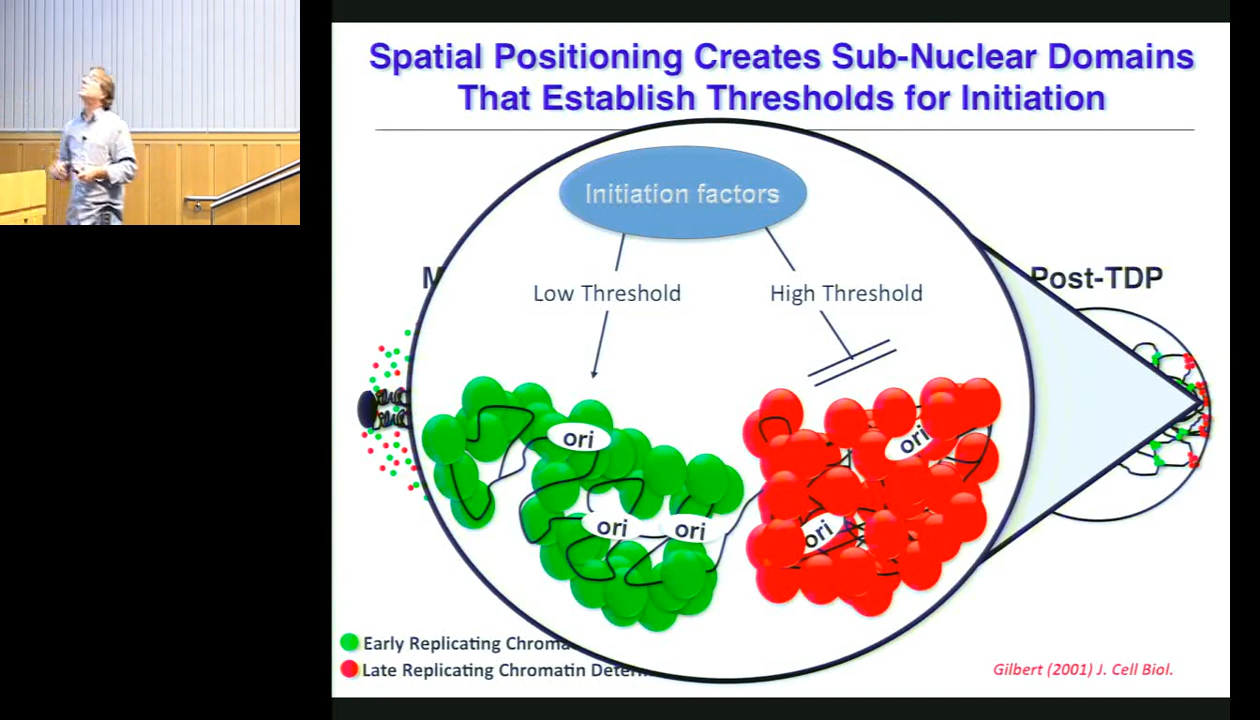 Spatial Positioning Creates Sub-Nuclear Domains
That Establish Thresholds for Initiation
Initiation factors
Low Threshold
High Threshold
M
Post-TDP
ori
ori
ori
ori
ori
Early Replicating Chroma
Late Replicating Chromatin Deter
Gilbert (2001) J. Cell Biol.